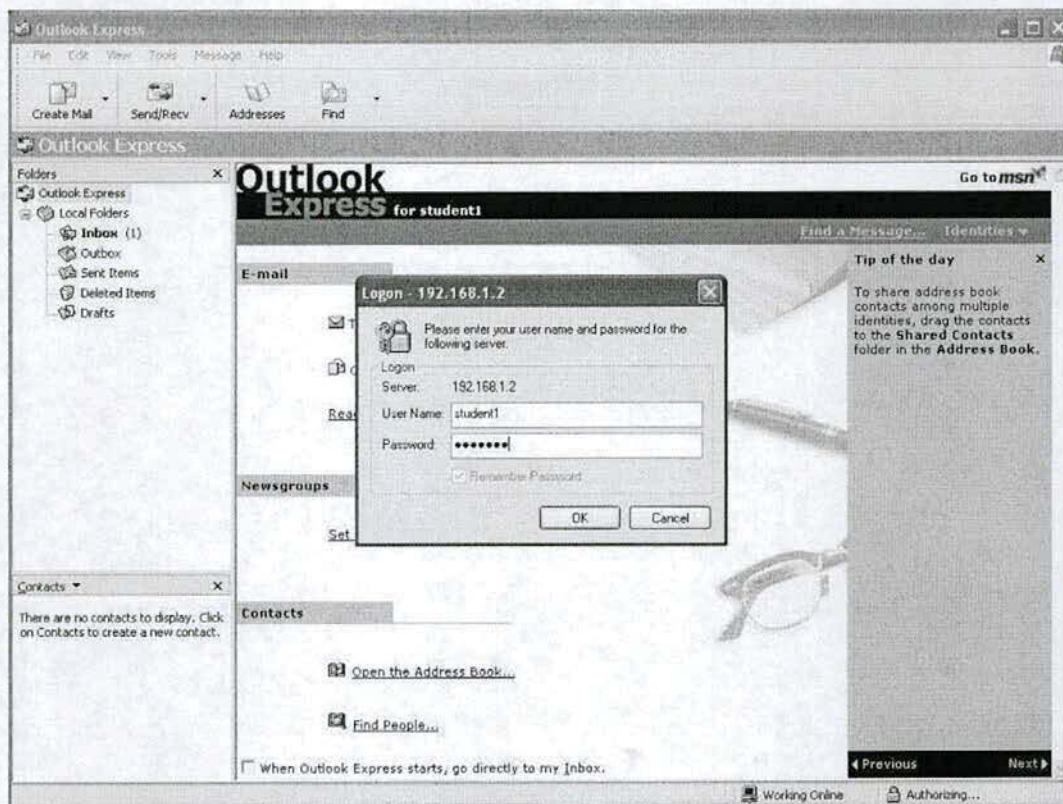 Outlook Express
File Edit View Tools Message Help
Create Mail Send/Recv Addresses Find
Outlook Express
Folders
Outlook Express
Local Folders
Inbox (1)
Outbox
Sent Items
Deleted Items
Drafts
Contacts
There are no contacts to display. Click
on Contacts to create a new contact.
Outlook
Express for student1
Go to msn
Find a Message... Identities
E-mail
Newsgroups
Set
Contacts
Open the Address Book...
Find People...
When Outlook Express starts, go directly to my Inbox.
Logon - 192.168.1.2
Please enter your user name and password for the
following server.
Logon
Server: 192.168.1.2
User Name: student1
Password: •••••••
Remember Password
OK Cancel
Tip of the day
To share address book
contacts among multiple
identities, drag the contacts
to the Shared Contacts
folder in the Address Book.
Previous Next
Working Online Authorizing...